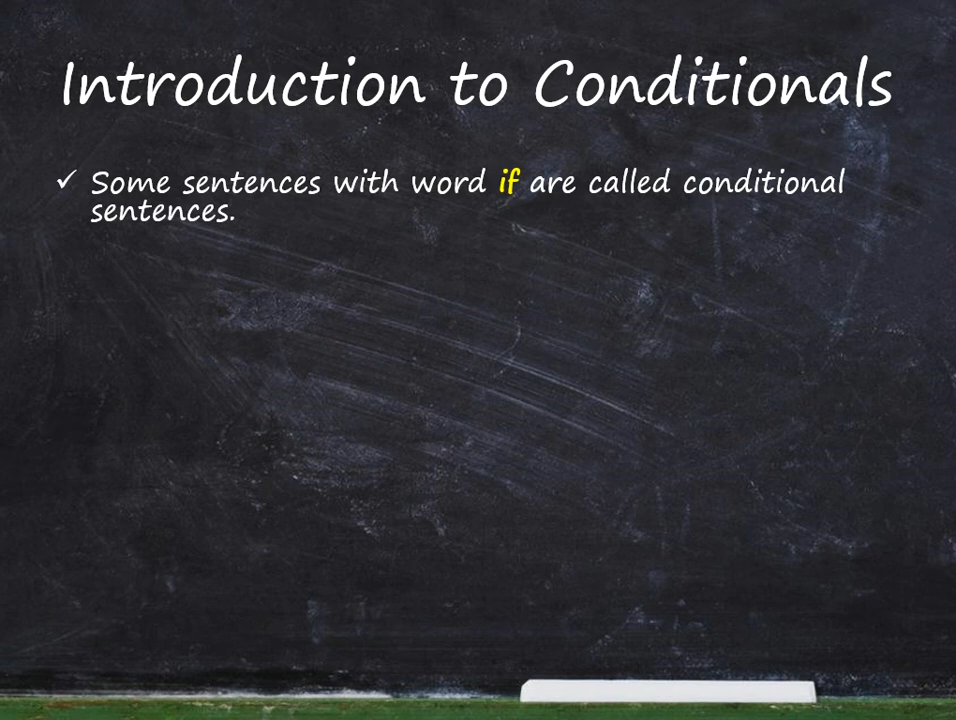 Introduction to Conditionals
✓ Some sentences with word if are called conditional
sentences.